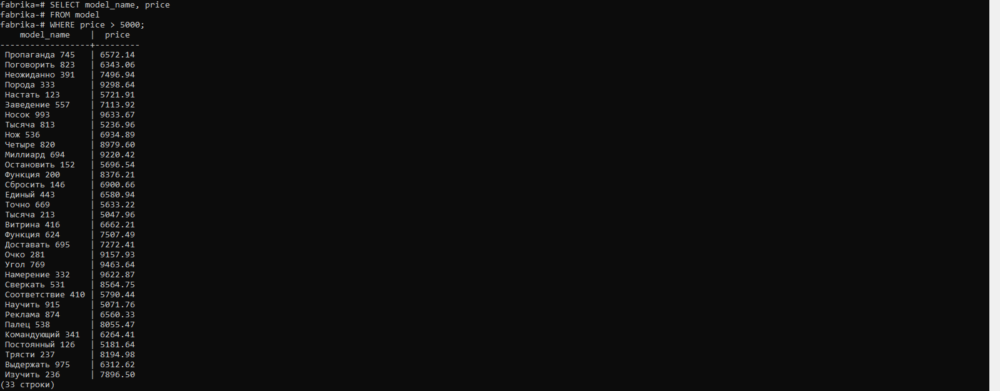 fabrika=# SELECT model_name, price
fabrika-# FROM model
fabrika-# WHERE price > 5000;
    model_name    |  price
------------------+---------
 Пропаганда 745   | 6572.14
 Поговорить 823   | 6343.06
 Неожиданно 391   | 7496.94
 Порода 333       | 9298.64
 Настать 123      | 5721.91
 Заведение 557    | 7113.92
 Носок 993        | 9633.67
 Тысяча 813       | 5236.96
 Нож 536          | 6934.89
 Четыре 820       | 8979.60
 Миллиард 694     | 9220.42
 Остановить 152   | 5696.54
 Функция 200      | 8376.21
 Сбросить 146     | 6900.66
 Единый 443       | 6580.94
 Точно 669        | 5633.22
 Тысяча 213       | 5047.96
 Витрина 416      | 6662.21
 Функция 624      | 7507.49
 Доставать 695    | 7272.41
 Очко 281         | 9157.93
 Угол 769         | 9463.64
 Намерение 332    | 9622.87
 Сверкать 531     | 8564.75
 Соответствие 410 | 5790.44
 Научить 915      | 5071.76
 Реклама 874      | 6560.33
 Палец 538        | 8055.47
 Командующий 341  | 6264.41
 Постоянный 126   | 5181.64
 Трясти 237       | 8194.98
 Выдержать 975    | 6312.62
 Изучить 236      | 7896.50
(33 строки)